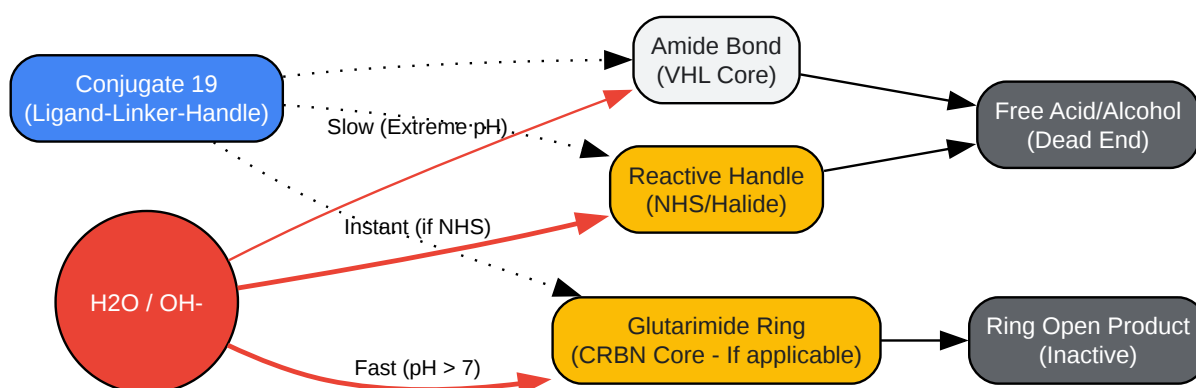 Conjugate 19
(Ligand-Linker-Handle)
Amide Bond
(VHL Core)
Free Acid/Alcohol
(Dead End)
Slow (Extreme pH)
Reactive Handle
(NHS/Halide)
Instant (if NHS)
H2O / OH-
Glutarimide Ring
(CRBN Core - If applicable)
Ring Open Product
(Inactive)
Fast (pH > 7)